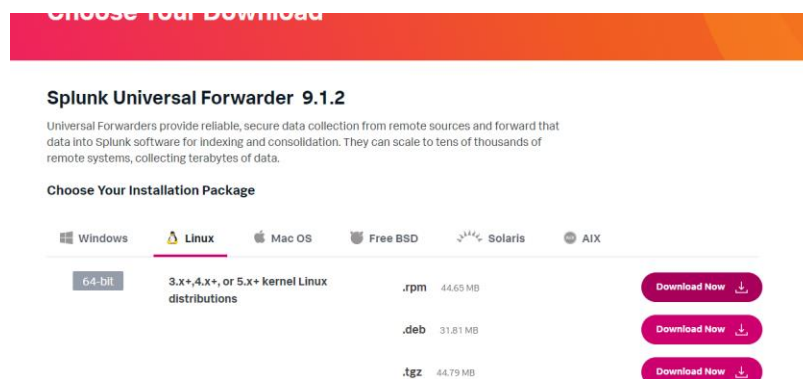 Choose Your Download
Splunk Universal Forwarder 9.1.2
Universal Forwarders provide reliable, secure data collection from remote sources and forward that
data into Splunk software for indexing and consolidation. They can scale to tens of thousands of
remote systems, collecting terabytes of data.
Choose Your Installation Package
Windows Linux Mac OS Free BSD Solaris AIX
64-bit 3.x+,4.x+, or 5.x+ kernel Linux
distributions
.rpm 44.65 MB Download Now
.deb 31.81 MB Download Now
.tgz 44.79 MB Download Now